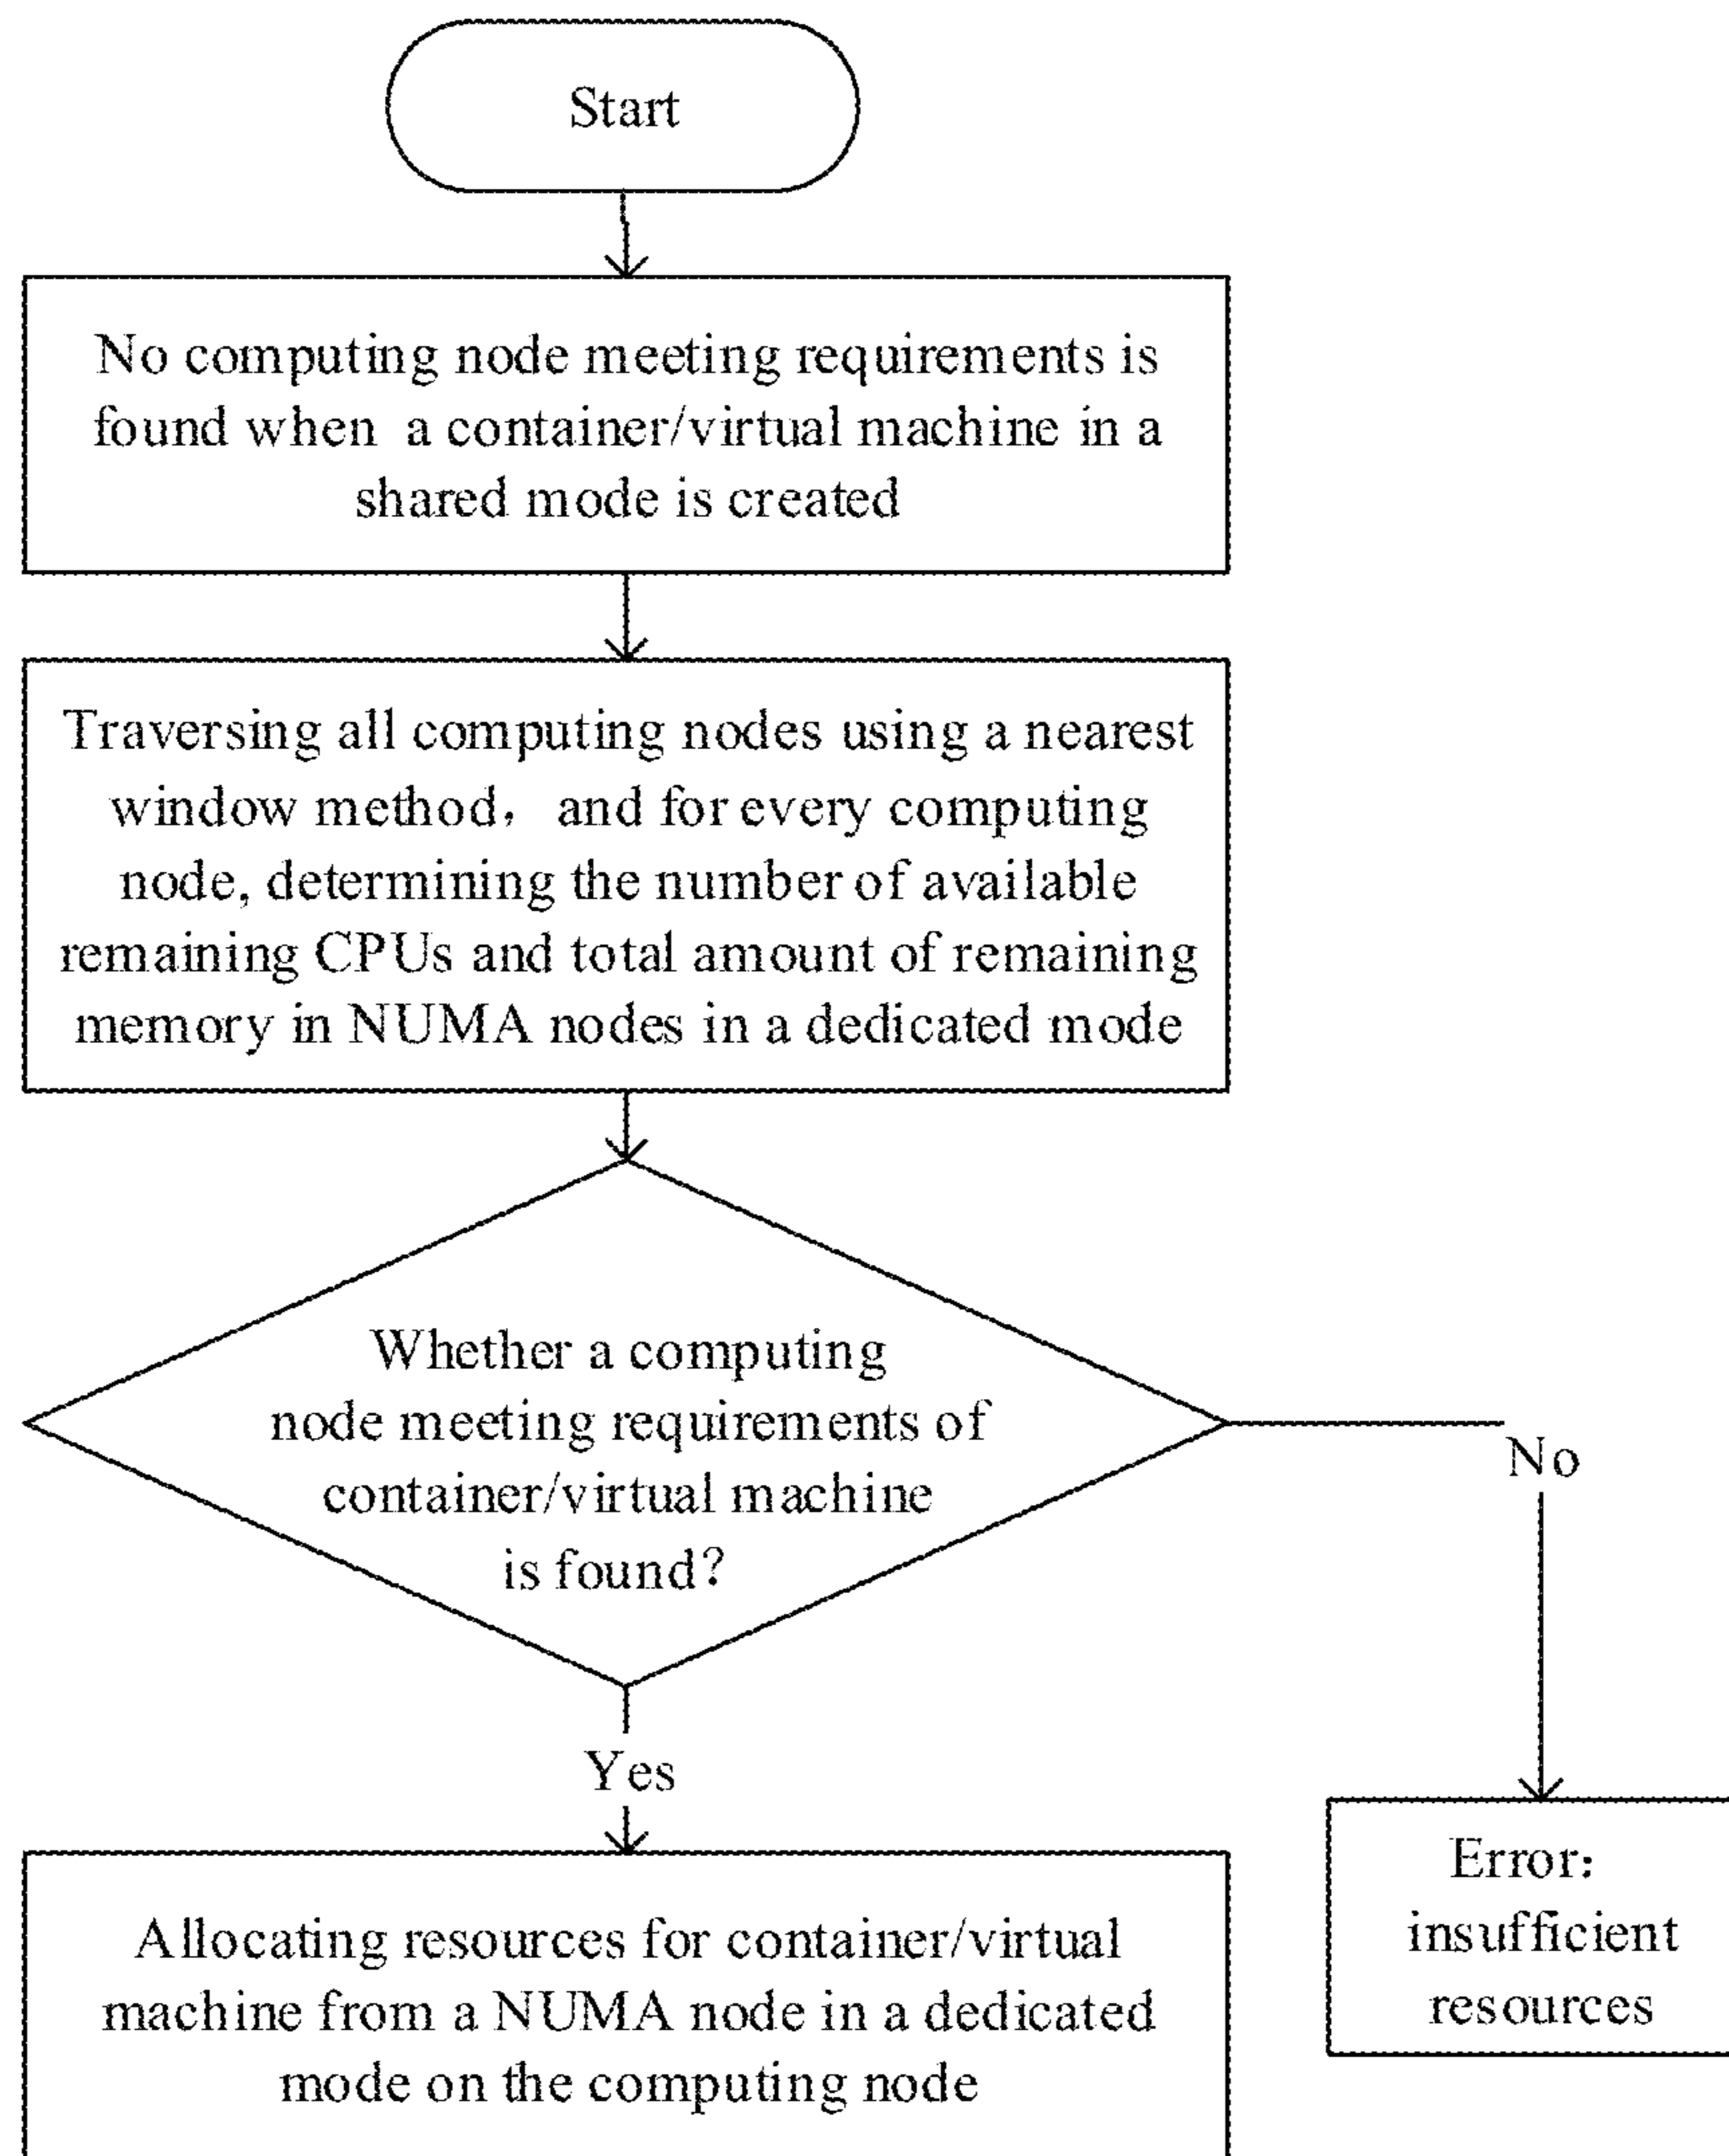 Start
No computing node meeting requirements is
found when a container/virtual machine in a
shared mode is created
Traversing all computing nodes using a nearest
window method， and for every computing
node, determining the number of available
remaining CPUs and total amount of remaining
memory in NUMA nodes in a dedicated mode
Whether a computing
node meeting requirements of
container/virtual machine
is found?
No
Yes
Allocating resources for container/virtual
machine from a NUMA node in a dedicated
mode on the computing node
Error：
insufficient
resources